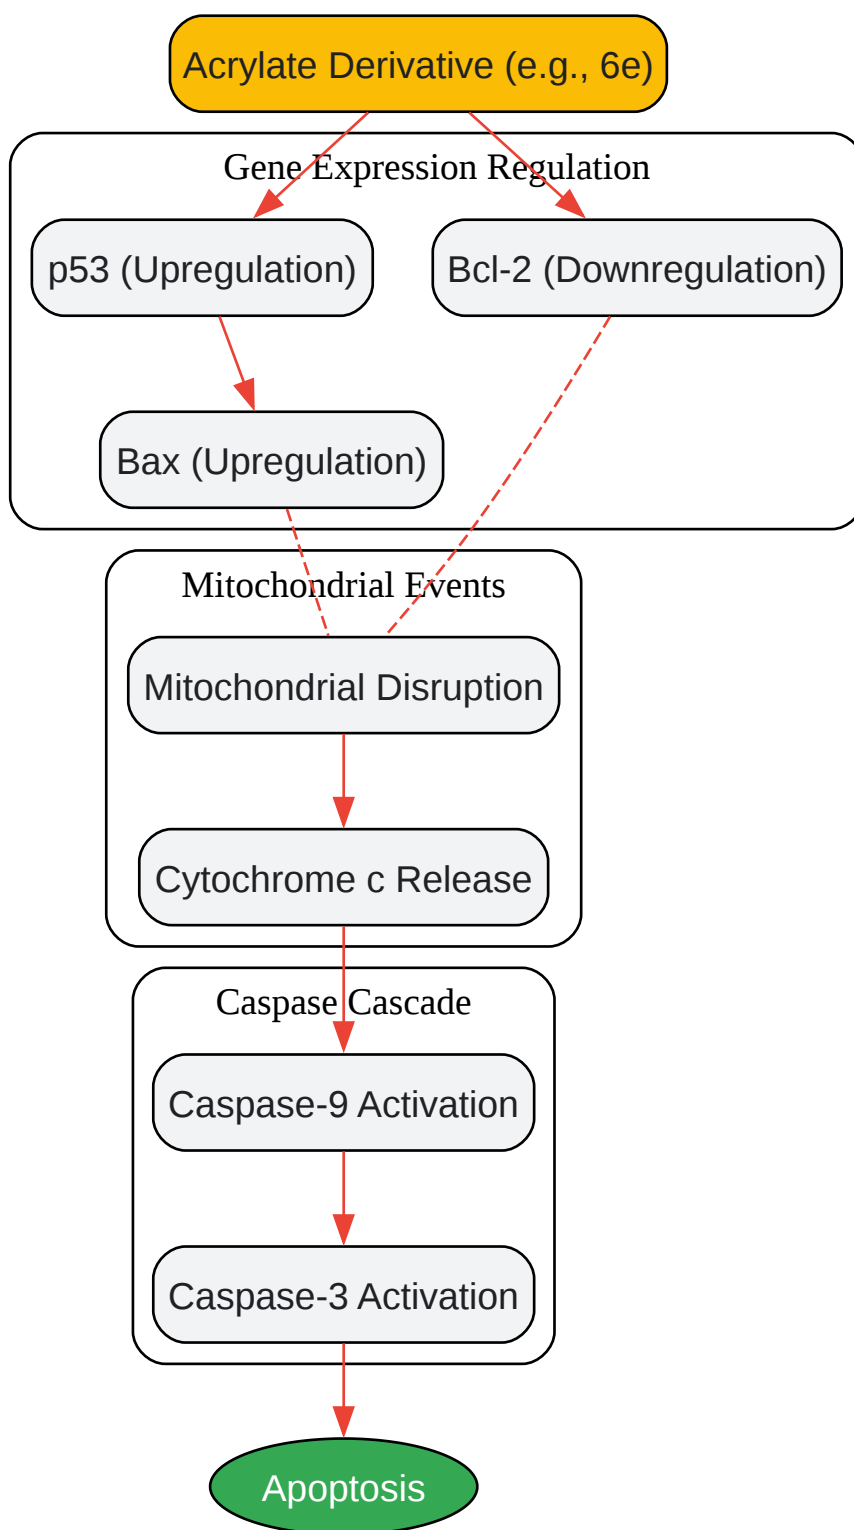 Acrylate Derivative (e.g., 6e)
Gene Expression Regulation
p53 (Upregulation)
Bcl-2 (Downregulation)
Bax (Upregulation)
Mitochondrial Events
Mitochondrial Disruption
Cytochrome c Release
Caspase Cascade
Caspase-9 Activation
Caspase-3 Activation
Apoptosis